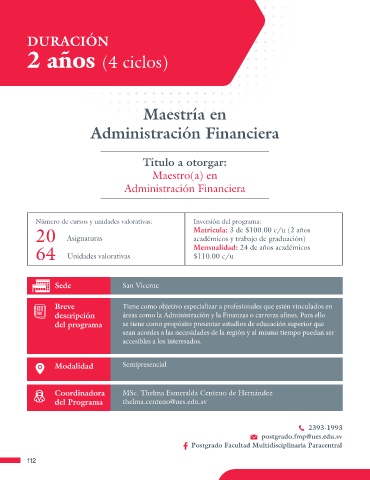 DURACIÓN
2 años (4 ciclos)
Maestría en
Administración Financiera
Título a otorgar:
Maestro(a) en
Administración Financiera
Número de cursos y unidades valorativas:
20 Asignaturas
64 Unidades valorativas
Inversión del programa:
Matrícula: 3 de $100.00 c/u (2 años
académicos y trabajo de graduación)
Mensualidad: 24 de años académicos
$110.00 c/u
Sede
San Vicente
Breve
descripción
del programa
Tiene como objetivo especializar a profesionales que estén vinculados en
áreas como la Administración y la Finanzas o carreras afines. Para ello
se tiene como propósito presentar estudios de educación superior que
sean acordes a las necesidades de la región y al mismo tiempo puedan ser
accesibles a los interesados.
Modalidad
Semipresencial
Coordinadora
del Programa
MSc. Thelma Esmeralda Centeno de Hernández
thelma.centeno@ues.edu.sv
2393-1993
postgrado.fmp@ues.edu.sv
Postgrado Facultad Multidisciplinaria Paracentral
112